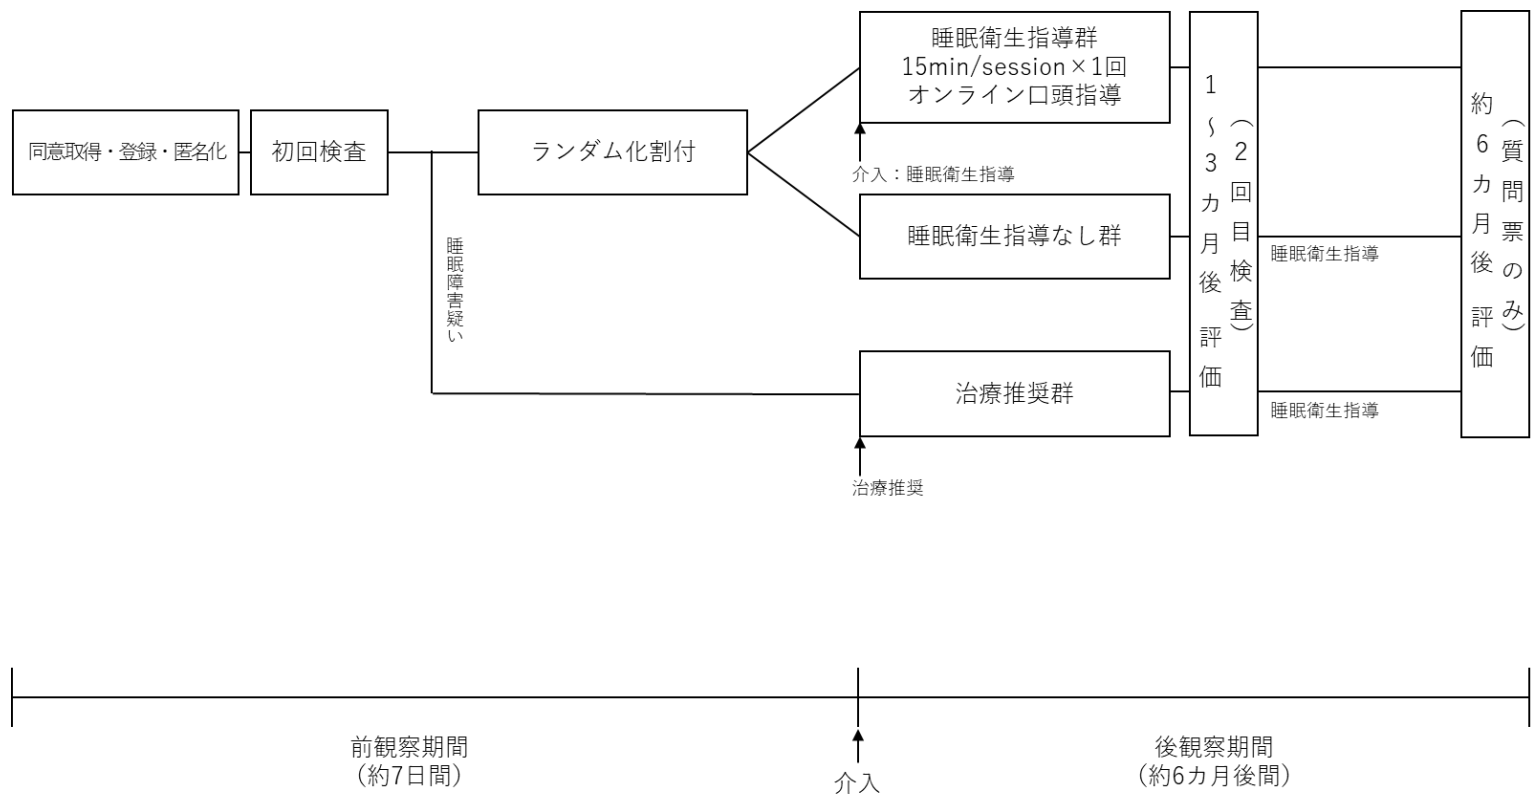 同意取得・登録・匿名化
初回検査
睡眠障害疑い
ランダム化割付
睡眠衛生指導群
15min/session×1回
オンライン口頭指導
介入：睡眠衛生指導
睡眠衛生指導なし群
治療推奨群
治療推奨
1～3カ月後 評価
（2回目検査）
睡眠衛生指導
睡眠衛生指導
約6カ月後 評価
（質問票のみ）
前観察期間
（約7日間）
介入
後観察期間
（約6カ月後間）